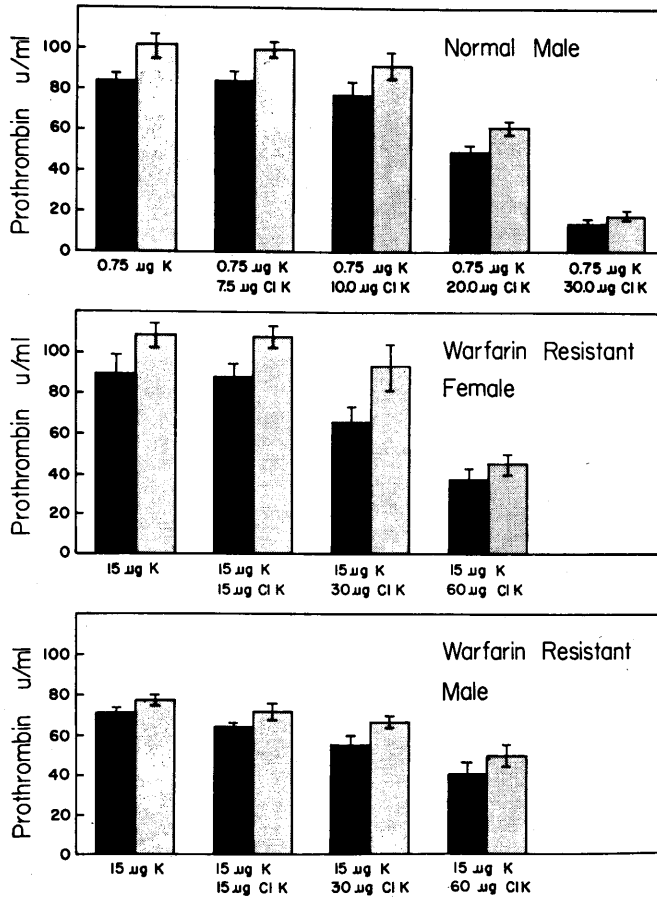 Prothrombin u/ml
100
80
60
40
20
0
Normal Male
0.75 µg K
0.75 µg K
7.5 µg Cl K
0.75 µg K
10.0 µg Cl K
0.75 µg K
20.0 µg Cl K
0.75 µg K
30.0 µg Cl K
Prothrombin u/ml
100
80
60
40
20
0
Warfarin Resistant
Female
15 µg K
15 µg K
15 µg Cl K
15 µg K
30 µg Cl K
15 µg K
60 µg Cl K
Prothrombin u/ml
80
60
40
20
0
Warfarin Resistant
Male
15 µg K
15 µg K
15 µg Cl K
15 µg K
30 µg Cl K
15 µg K
60 µg Cl K